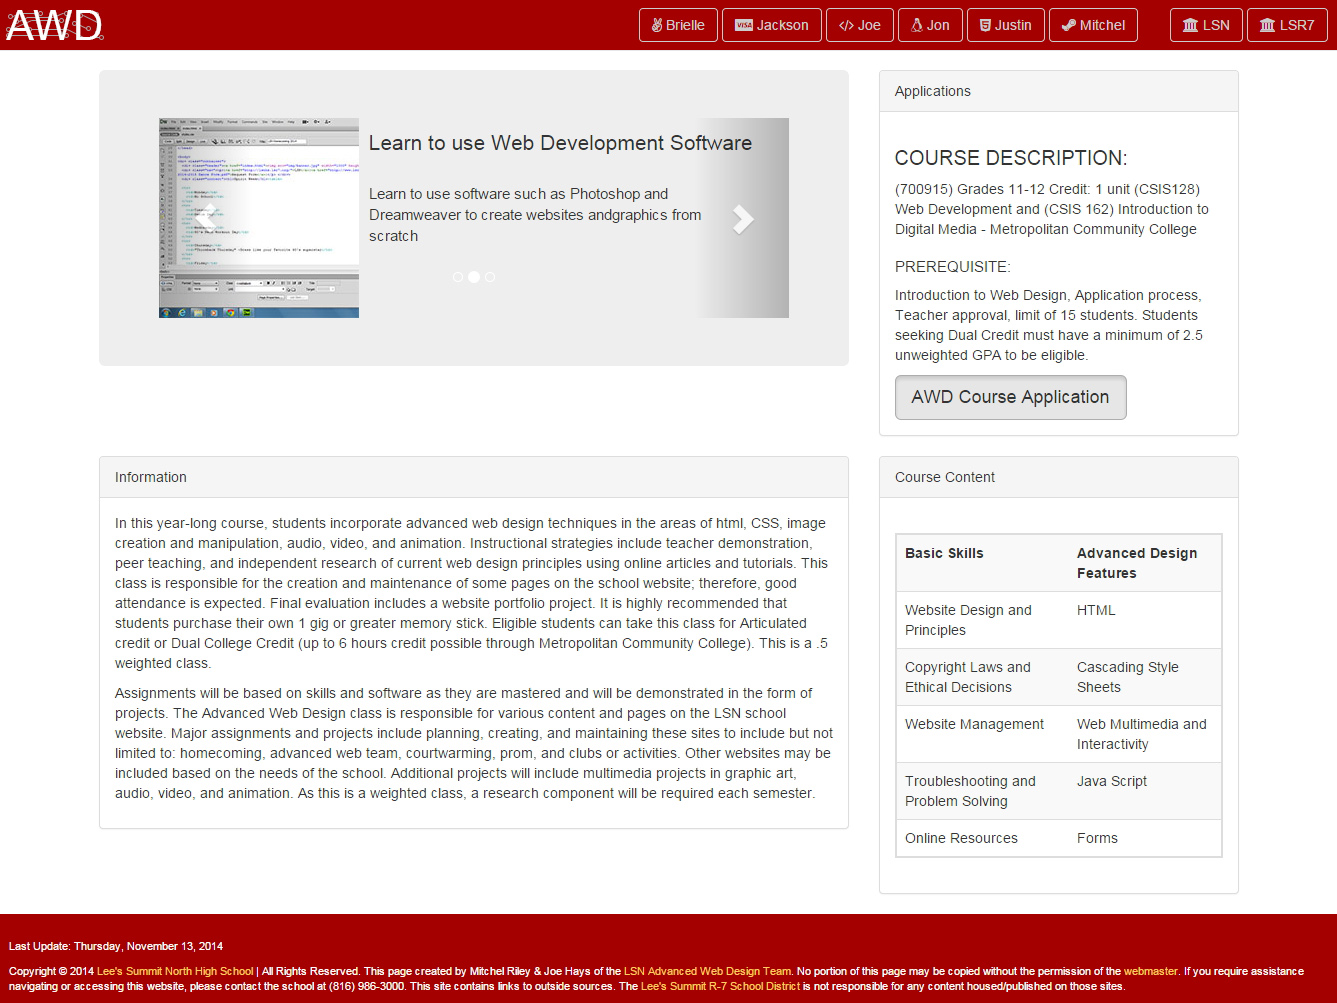 AWD
Brielle
VISA Jackson
Joe
Jon
Justin
Mitchel
LSN
LSR7
Learn to use Web Development Software
Learn to use software such as Photoshop and
Dreamweaver to create websites andgraphics from
scratch
Applications
COURSE DESCRIPTION:
(700915) Grades 11-12 Credit: 1 unit (CSIS128)
Web Development and (CSIS 162) Introduction to
Digital Media - Metropolitan Community College
PREREQUISITE:
Introduction to Web Design, Application process,
Teacher approval, limit of 15 students. Students
seeking Dual Credit must have a minimum of 2.5
unweighted GPA to be eligible.
AWD Course Application
Information
In this year-long course, students incorporate advanced web design techniques in the areas of html, CSS, image
creation and manipulation, audio, video, and animation. Instructional strategies include teacher demonstration,
peer teaching, and independent research of current web design principles using online articles and tutorials. This
class is responsible for the creation and maintenance of some pages on the school website; therefore, good
attendance is expected. Final evaluation includes a website portfolio project. It is highly recommended that
students purchase their own 1 gig or greater memory stick. Eligible students can take this class for Articulated
credit or Dual College Credit (up to 6 hours credit possible through Metropolitan Community College). This is a .5
weighted class.
Assignments will be based on skills and software as they are mastered and will be demonstrated in the form of
projects. The Advanced Web Design class is responsible for various content and pages on the LSN school
website. Major assignments and projects include planning, creating, and maintaining these sites to include but not
limited to: homecoming, advanced web team, courtwarming, prom, and clubs or activities. Other websites may be
included based on the needs of the school. Additional projects will include multimedia projects in graphic art,
audio, video, and animation. As this is a weighted class, a research component will be required each semester.
Course Content
Basic Skills
Advanced Design
Features
Website Design and
Principles
HTML
Copyright Laws and
Ethical Decisions
Cascading Style
Sheets
Website Management
Web Multimedia and
Interactivity
Troubleshooting and
Problem Solving
Java Script
Online Resources
Forms
Last Update: Thursday, November 13, 2014
Copyright © 2014 Lee's Summit North High School | All Rights Reserved. This page created by Mitchel Riley & Joe Hays of the LSN Advanced Web Design Team. No portion of this page may be copied without the permission of the webmaster. If you require assistance
navigating or accessing this website, please contact the school at (816) 986-3000. This site contains links to outside sources. The Lee's Summit R-7 School District is not responsible for any content housed/published on those sites.